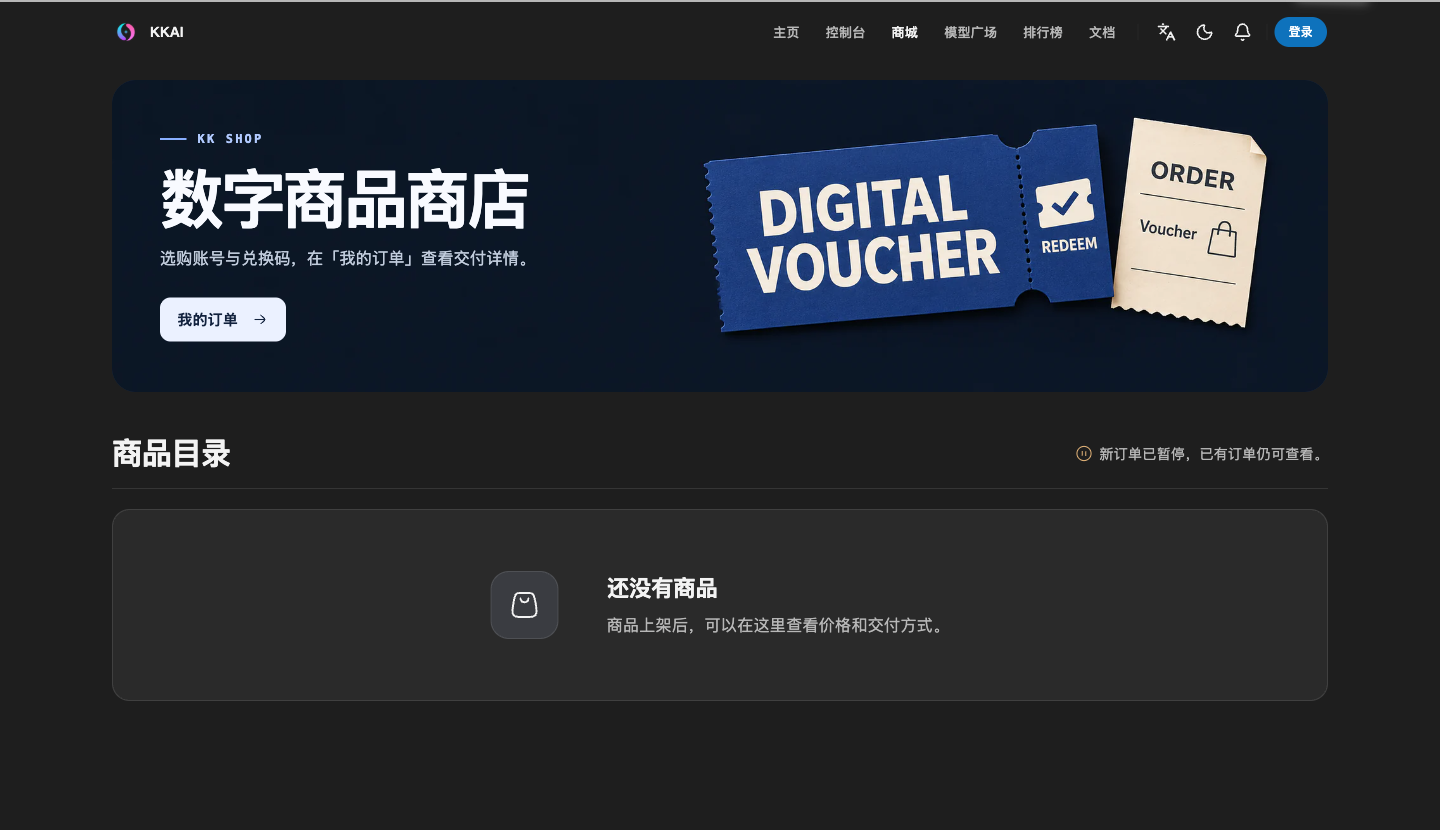 KKAI
主页
控制台
商城
模型广场
排行榜
文档
登录
KK SHOP
数字商品商店
选购账号与兑换码，在「我的订单」查看交付详情。
我的订单
DIGITAL
VOUCHER
REDEEM
ORDER
Voucher
商品目录
新订单已暂停，已有订单仍可查看。
还没有商品
商品上架后，可以在这里查看价格和交付方式。